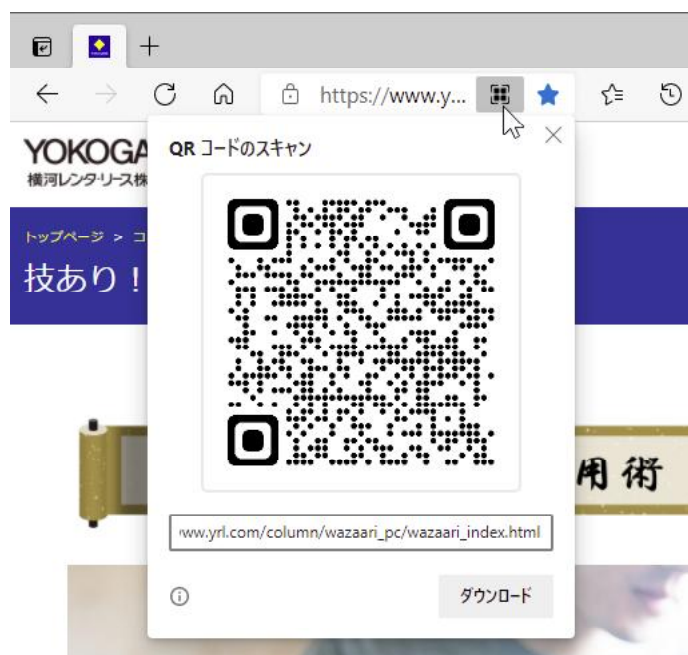 https://www.y...
YOKOGA
横河レンタ・リース株
QR コードのスキャン
トップページ > コ
技あり！
用術
www.yrl.com/column/wazaari_pc/wazaari_index.html
ダウンロード